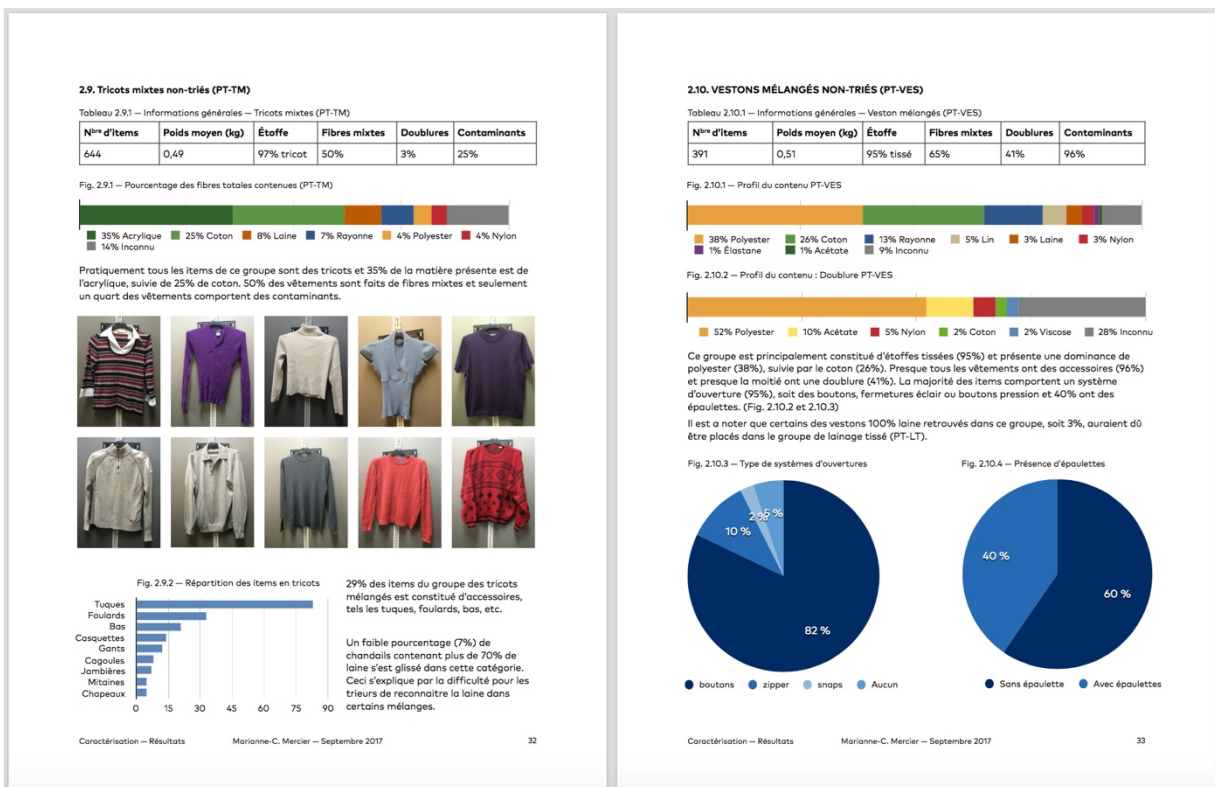 2.9. Tricots mixtes non-triés (PT-TM)
Tableau 2.9.1 — Informations générales — Tricots mixtes (PT-TM)
Nbre d'items Poids moyen (kg) Étoffe Fibres mixtes Doublures Contaminants
644 0,49 97% tricot 50% 3% 25%
Fig. 2.9.1 — Pourcentage des fibres totales contenues (PT-TM)
35% Acrylique 25% Coton 8% Laine 7% Rayonne 4% Polyester 4% Nylon
14% Inconnu
Pratiquement tous les items de ce groupe sont des tricots et 35% de la matière présente est de
l'acrylique, suivie de 25% de coton. 50% des vêtements sont faits de fibres mixtes et seulement
un quart des vêtements comportent des contaminants.
Fig. 2.9.2 — Répartition des items en tricots
Tuques
Foulards
Bas
Casquettes
Gants
Cagoules
Jambières
Mitaines
Chapeaux
0 15 30 45 60 75 90
29% des items du groupe des tricots
mélangés est constitué d'accessoires,
tels les tuques, foulards, bas, etc.
Un faible pourcentage (7%) de
chandails contenant plus de 70% de
laine s'est glissé dans cette catégorie.
Ceci s'explique par la difficulté pour les
trieurs de reconnaitre la laine dans
certains mélanges.
Caractérisation — Résultats Marianne-C. Mercier — Septembre 2017 32
2.10. VESTONS MÉLANGÉS NON-TRIÉS (PT-VES)
Tableau 2.10.1 — Informations générales — Veston mélangés (PT-VES)
Nbre d'items Poids moyen (kg) Étoffe Fibres mixtes Doublures Contaminants
391 0,51 95% tissé 65% 41% 96%
Fig. 2.10.1 — Profil du contenu PT-VES
38% Polyester 26% Coton 13% Rayonne 5% Lin 3% Laine 3% Nylon
1% Élastane 1% Acétate 9% Inconnu
Fig. 2.10.2 — Profil du contenu : Doublure PT-VES
52% Polyester 10% Acétate 5% Nylon 2% Coton 2% Viscose 28% Inconnu
Ce groupe est principalement constitué d'étoffes tissées (95%) et présente une dominance de
polyester (38%), suivie par le coton (26%). Presque tous les vêtements ont des accessoires (96%)
et presque la moitié ont une doublure (41%). La majorité des items comportent un système
d'ouverture (95%), soit des boutons, fermetures éclair ou boutons pression et 40% ont des
épaulettes. (Fig. 2.10.2 et 2.10.3)
Il est a noter que certains des vestons 100% laine retrouvés dans ce groupe, soit 3%, auraient dû
être placés dans le groupe de lainage tissé (PT-LT).
Fig. 2.10.3 — Type de systèmes d'ouvertures
2 % 5 %
10 %
82 %
boutons zipper snaps Aucun
Fig. 2.10.4 — Présence d'épaulettes
40 %
60 %
Sans épaulette Avec épaulettes
Caractérisation — Résultats Marianne-C. Mercier — Septembre 2017 33